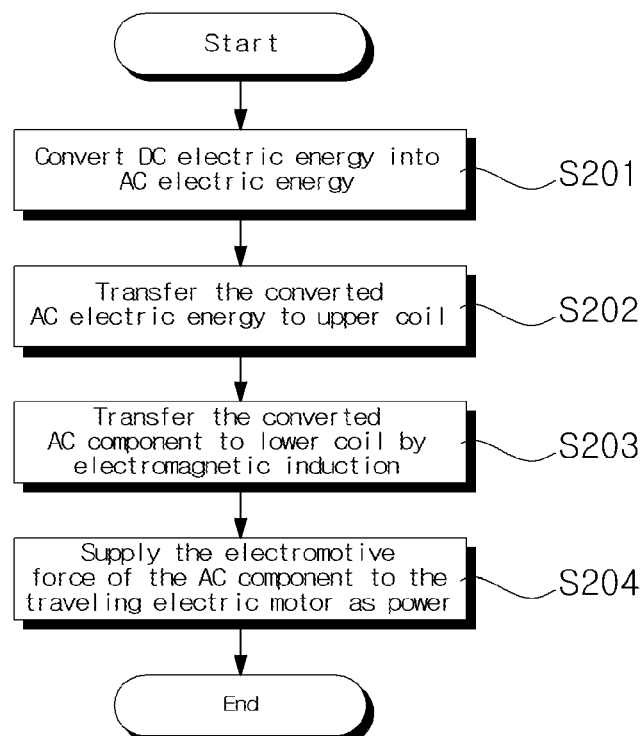 Start
Convert DC electric energy into
AC electric energy
S201
Transfer the converted
AC electric energy to upper coil
S202
Transfer the converted
AC component to lower coil by
electromagnetic induction
S203
Supply the electromotive
force of the AC component to the
traveling electric motor as power
S204
End